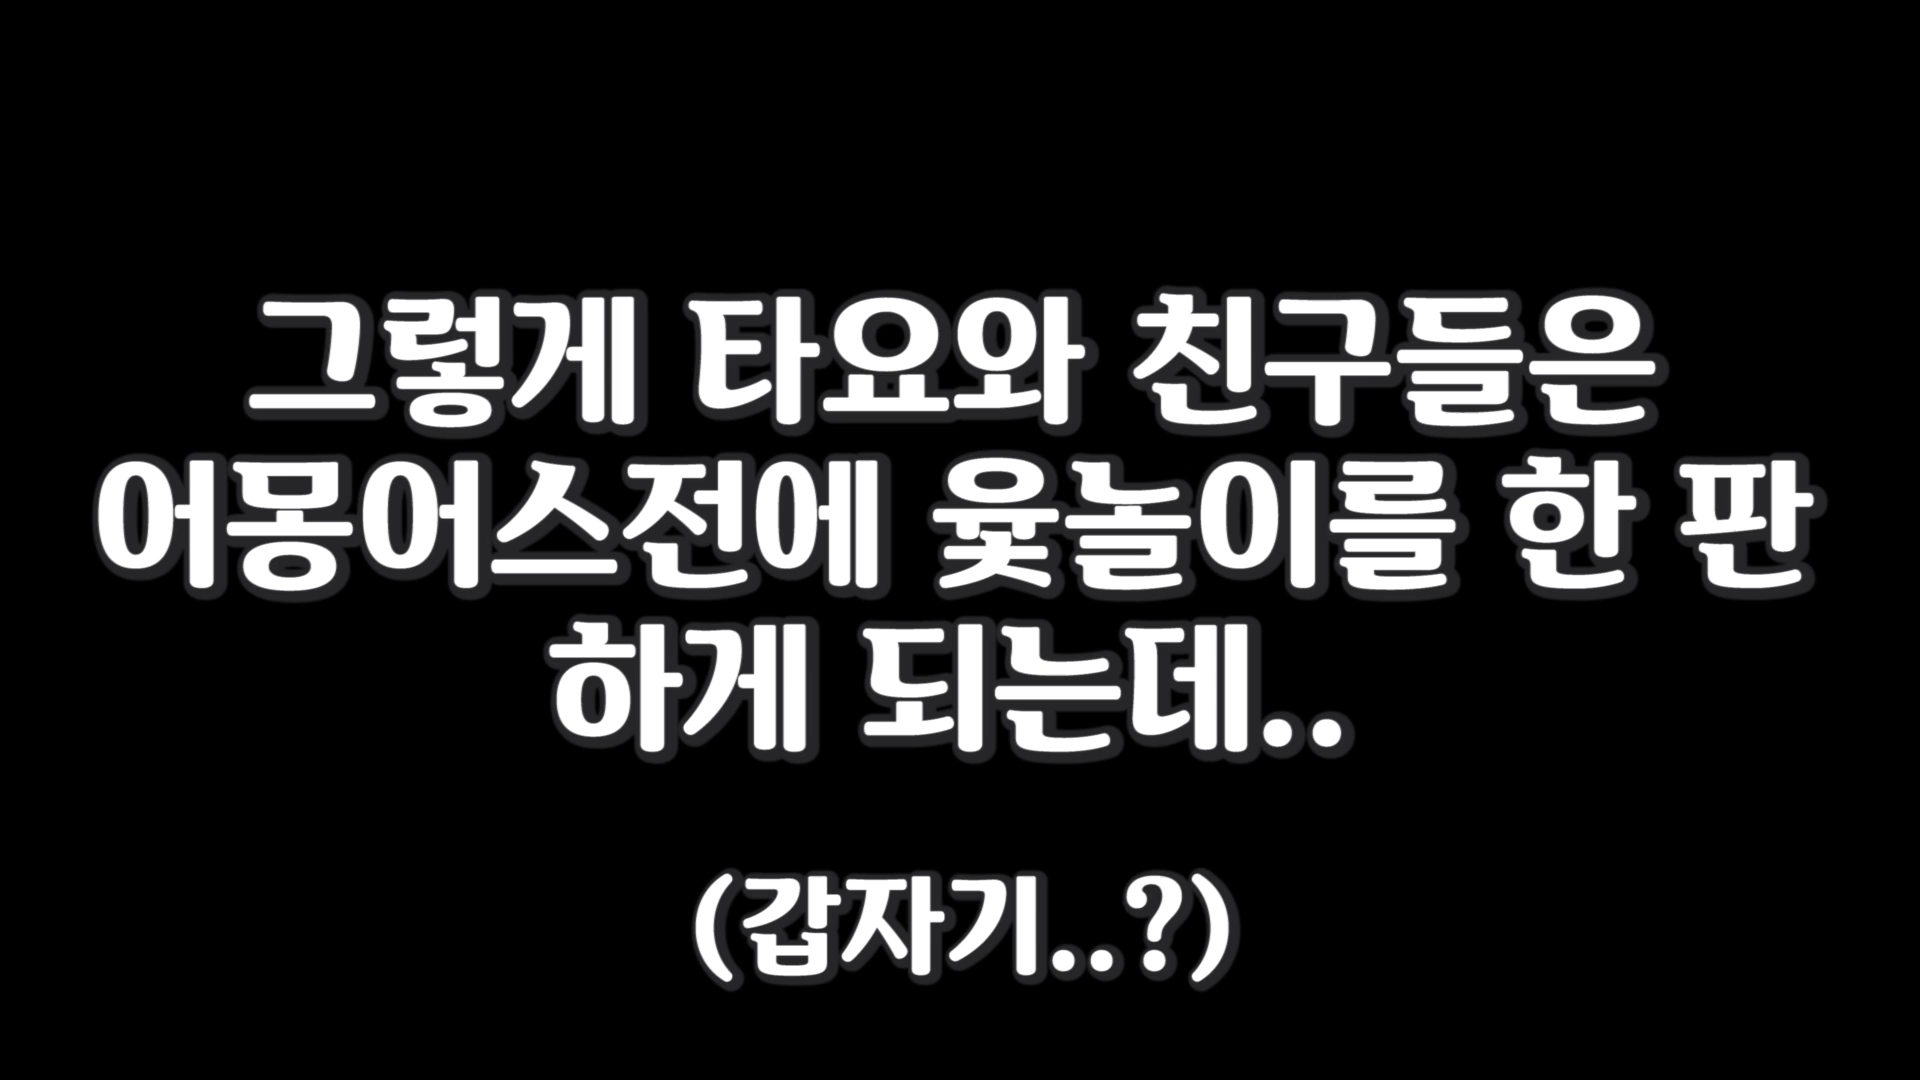 그렇게 타요와 친구들은
어몽어스전에 윷놀이를 한 판
하게 되는데..
(갑자기..?)